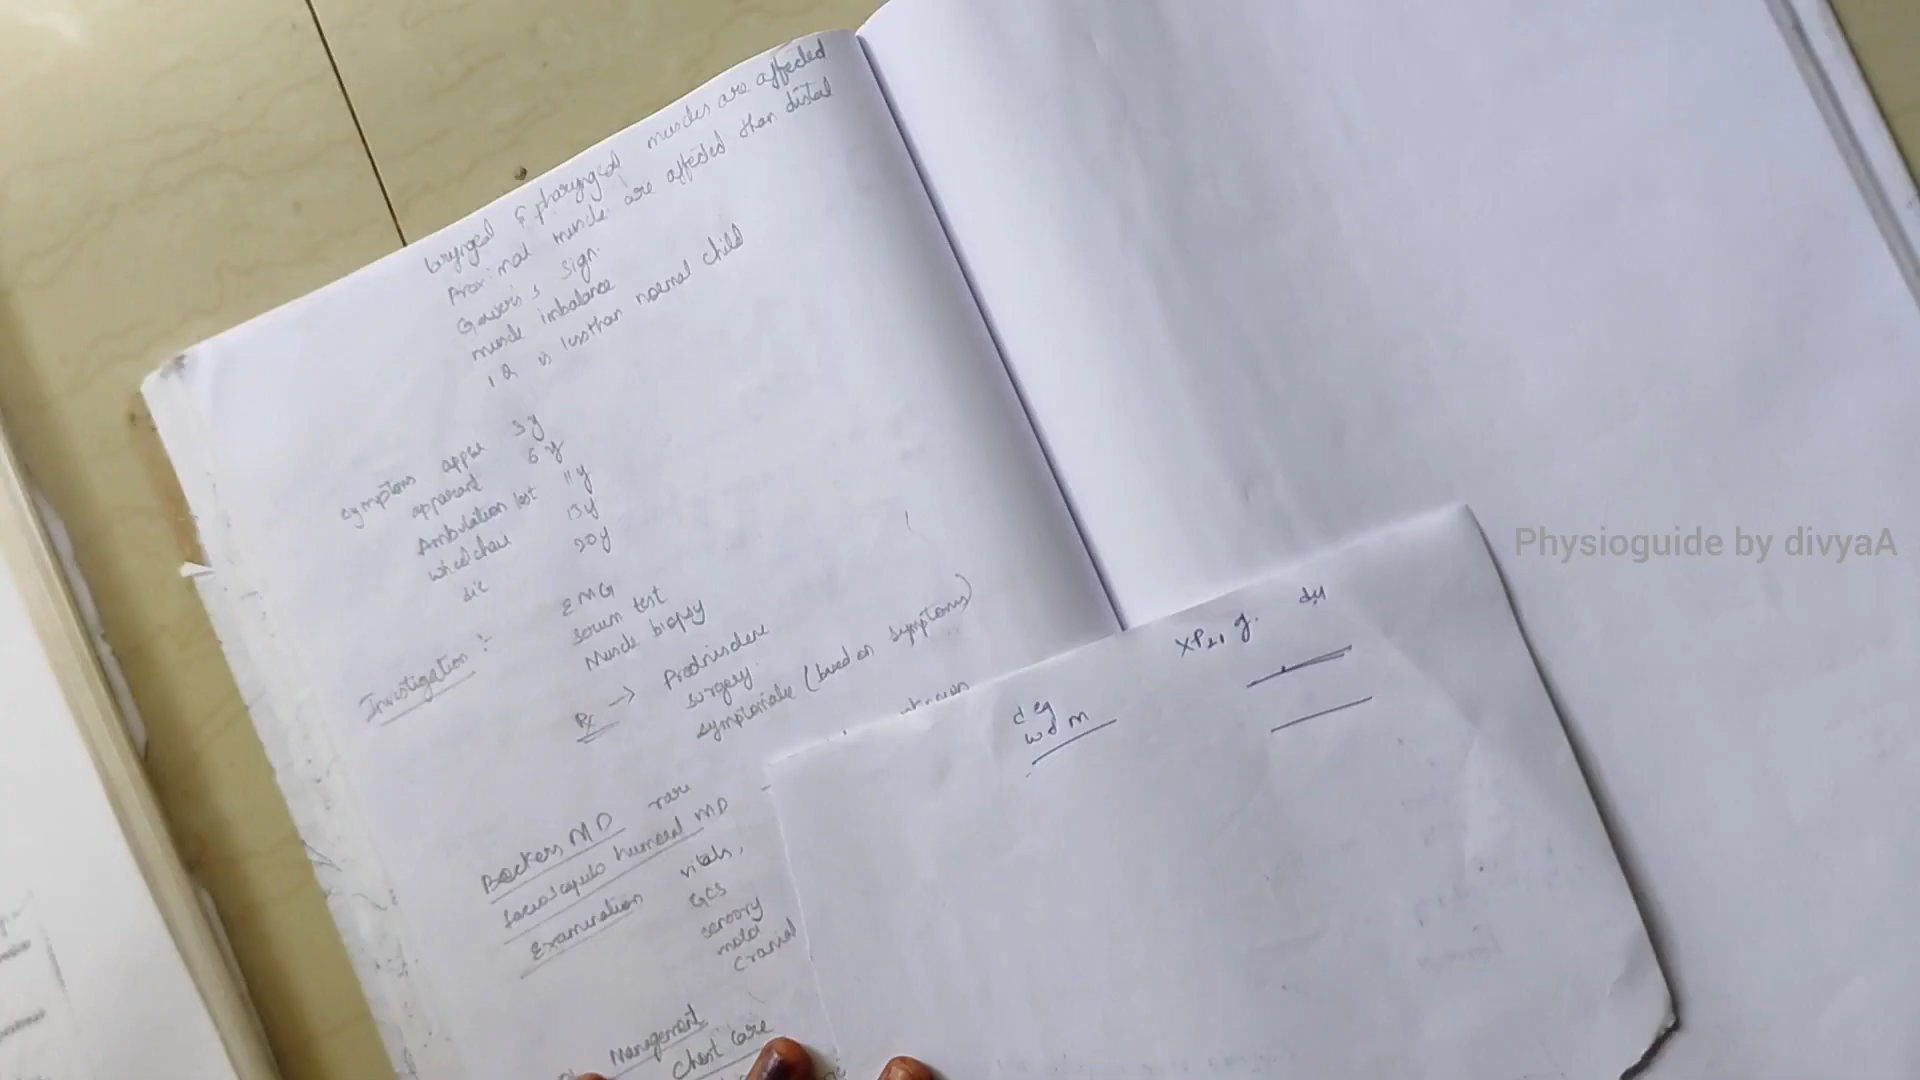 laryngeal & pharyngeal muscles are affected
Proximal muscle are affected than distal
Gower's sign.
muscle imbalance
IQ is less than normal child
symptoms appear 3y
apparent 6y
Ambulation lost 11y
wheelchair 13y
die 20y
Investigation :- EMG
serum test
Muscle biopsy
Rx → 
surgery
symptomatic (based on symptoms)
unknown
Beckers MD rare
facioscapulo humeral MD -
Examination vitals,
GCS
sensory
motor
cranial
Management
Chest care
XP21 g. dy
deg
wd m
Physioguide by divyaA